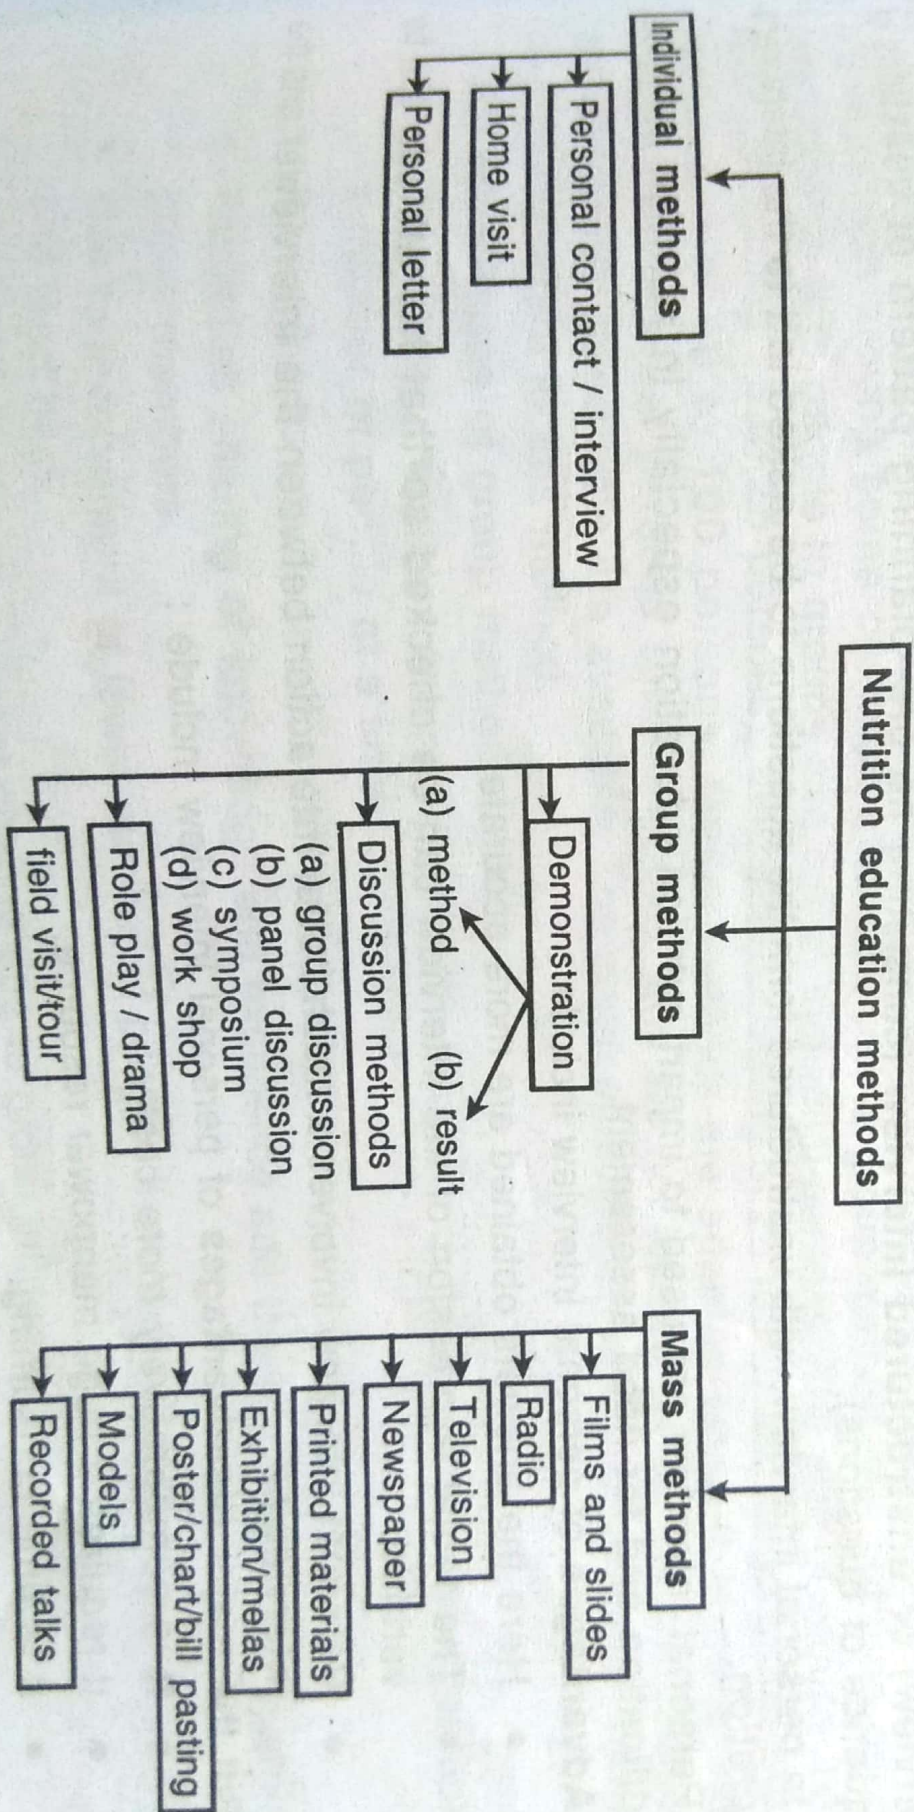 Nutrition education methods
Individual methods
Personal contact / interview
Home visit
Personal letter
Group methods
Demonstration
(a) method (b) result
Discussion methods
(a) group discussion
(b) panel discussion
(c) symposium
(d) work shop
Role play / drama
field visit/tour
Mass methods
Films and slides
Radio
Television
Newspaper
Printed materials
Exhibition/melas
Poster/chart/bill pasting
Models
Recorded talks